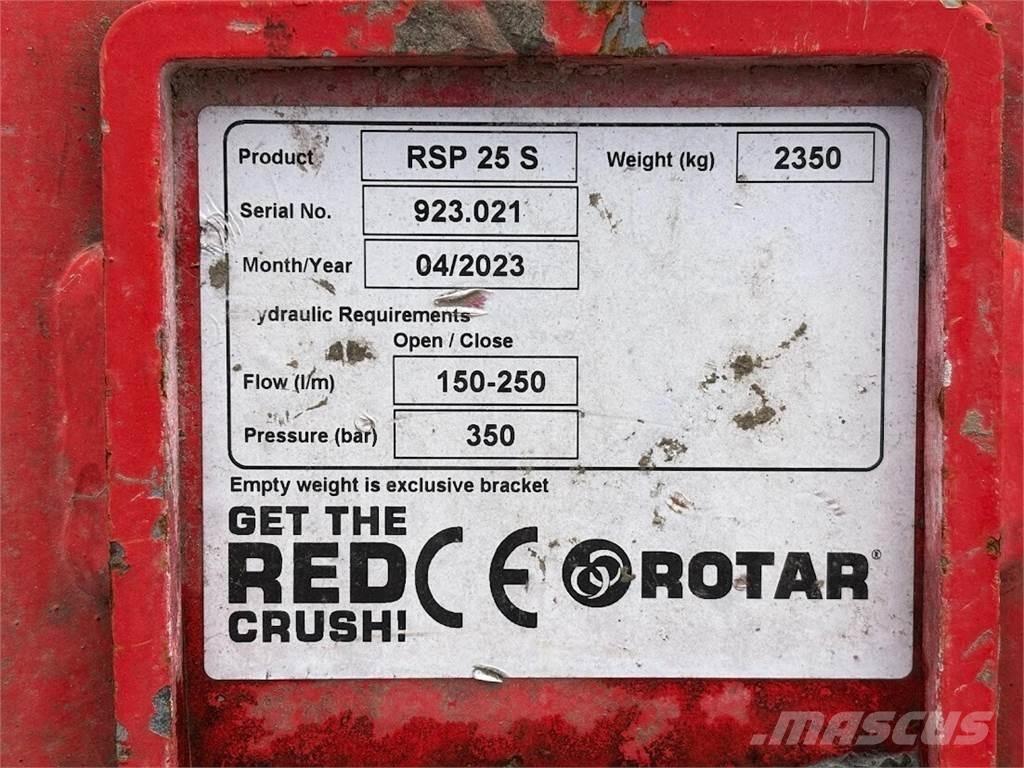 Product RSP 25 S Weight (kg) 2350
Serial No. 923.021
Month/Year 04/2023
ydraulic Requirements
Open / Close
Flow (l/m) 150-250
Pressure (bar) 350
Empty weight is exclusive bracket
GET THE
RED CE ROTAR®
CRUSH!
MASCUS